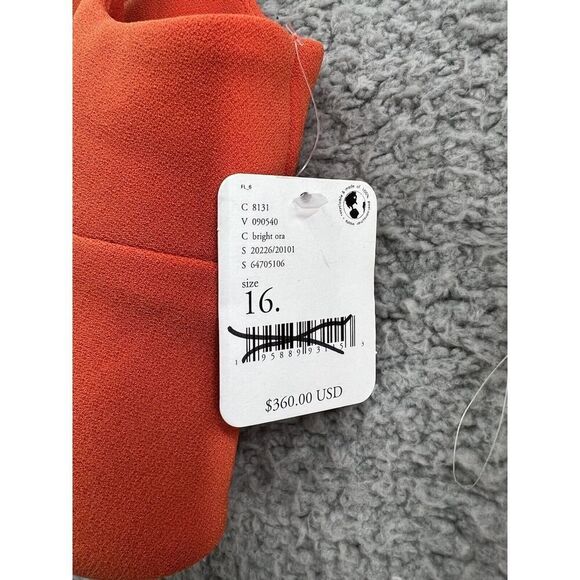 FL_6
C 8131
V 090540
C bright ora
S 20226/20101
S 64705106
size
16.
$360.00 USD